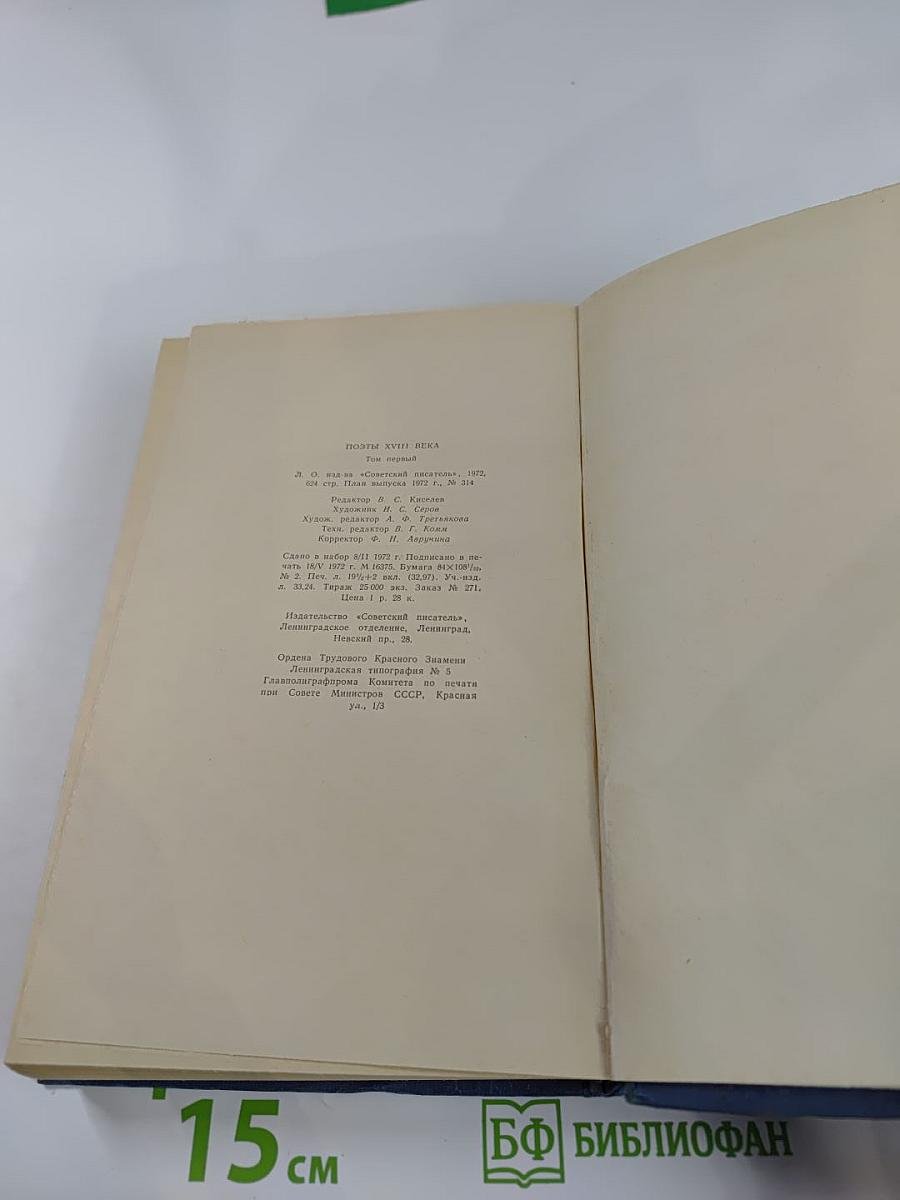 ПОЭТЫ XVIII ВЕКА
Том первый
Л. О. изд-ва «Советский писатель», 1972,
624 стр. План выпуска 1972 г., № 314
Редактор В. С. Киселев
Художник И. С. Серов
Худож. редактор А. Ф. Третьякова
Техн. редактор В. Г. Комм
Корректор Ф. Н. Аврунина
Сдано в набор 8/II 1972 г. Подписано в пе-
чать 18/V 1972 г. М 16375. Бумага 84×108¹/₃₂,
№ 2. Печ. л. 19¹/₂+2 вкл. (32,97). Уч.-изд.
л. 33,24. Тираж 25 000 экз. Заказ № 271.
Цена 1 р. 28 к.
Издательство «Советский писатель»,
Ленинградское отделение, Ленинград,
Невский пр., 28.
Ордена Трудового Красного Знамени
Ленинградская типография № 5
Главполиграфпрома Комитета по печати
при Совете Министров СССР, Красная
ул., 1/3
15 см
БФ БИБЛИОФАН